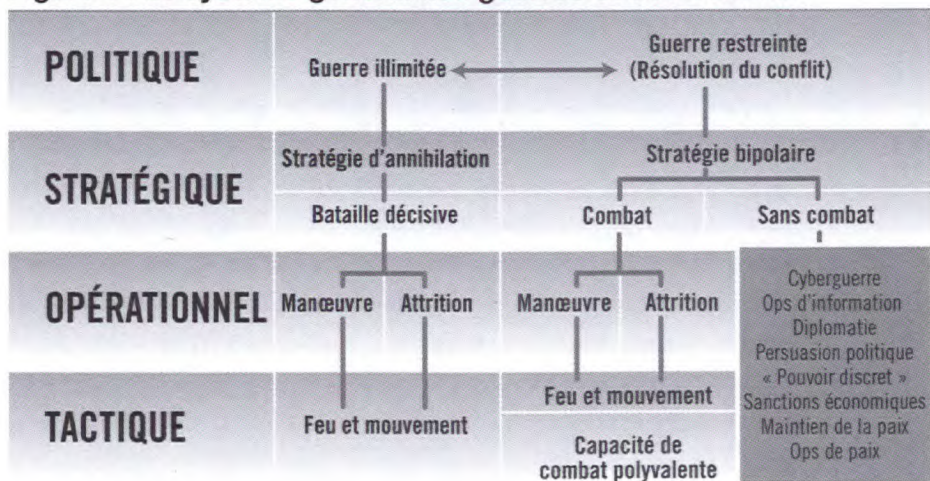 POLITIQUE
Guerre illimitée
Guerre restreinte
(Résolution du conflit)
STRATÉGIQUE
Stratégie d'annihilation
Stratégie bipolaire
Bataille décisive
Combat
Sans combat
OPÉRATIONNEL
Manœuvre
Attrition
Manœuvre
Attrition
Cyberguerre
Ops d'information
Diplomatie
Persuasion politique
« Pouvoir discret »
Sanctions économiques
Maintien de la paix
Ops de paix
TACTIQUE
Feu et mouvement
Feu et mouvement
Capacité de
combat polyvalente